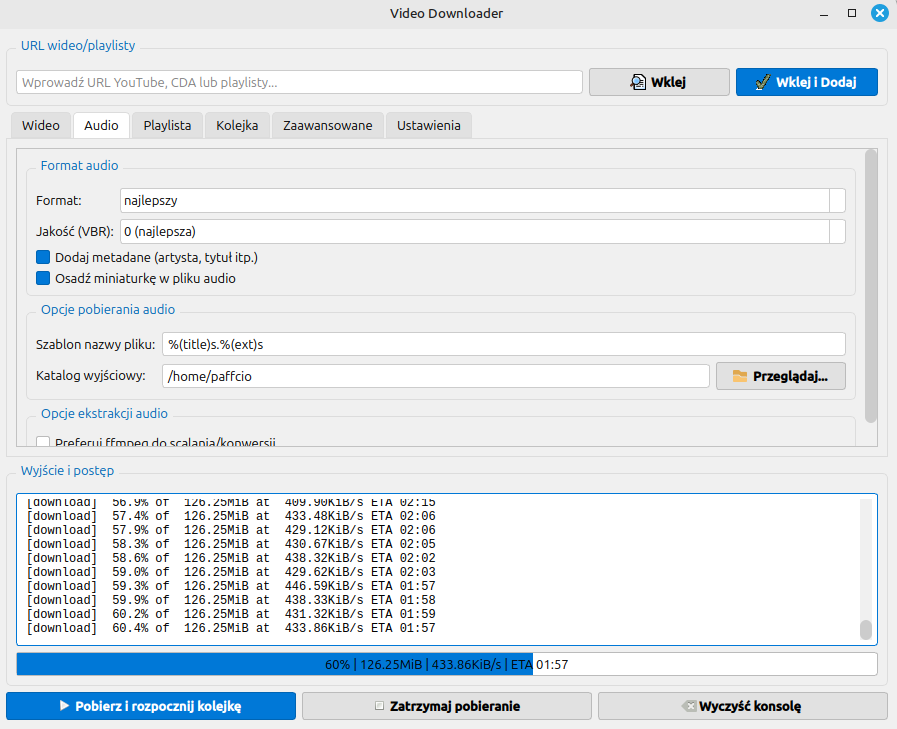 Video Downloader
URL wideo/playlisty
Wprowadź URL YouTube, CDA lub playlisty...
Wklej
Wklej i Dodaj
Wideo
Audio
Playlista
Kolejka
Zaawansowane
Ustawienia
Format audio
Format:
najlepszy
Jakość (VBR):
0 (najlepsza)
Dodaj metadane (artysta, tytuł itp.)
Osadź miniaturkę w pliku audio
Opcje pobierania audio
Szablon nazwy pliku:
%(title)s.%(ext)s
Katalog wyjściowy:
/home/paffcio
Przeglądaj...
Opcje ekstrakcji audio
Preferuj ffmpeg do scalania/konwersji
Wyjście i postęp
[download]  56.9% of  126.25MiB at  409.90KiB/s ETA 02:15
[download]  57.4% of  126.25MiB at  433.48KiB/s ETA 02:06
[download]  57.9% of  126.25MiB at  429.12KiB/s ETA 02:06
[download]  58.3% of  126.25MiB at  430.67KiB/s ETA 02:05
[download]  58.6% of  126.25MiB at  438.32KiB/s ETA 02:02
[download]  59.0% of  126.25MiB at  429.62KiB/s ETA 02:03
[download]  59.3% of  126.25MiB at  446.59KiB/s ETA 01:57
[download]  59.9% of  126.25MiB at  438.33KiB/s ETA 01:58
[download]  60.2% of  126.25MiB at  431.32KiB/s ETA 01:59
[download]  60.4% of  126.25MiB at  433.86KiB/s ETA 01:57
60% | 126.25MiB | 433.86KiB/s | ETA 01:57
Pobierz i rozpocznij kolejkę
Zatrzymaj pobieranie
Wyczyść konsolę